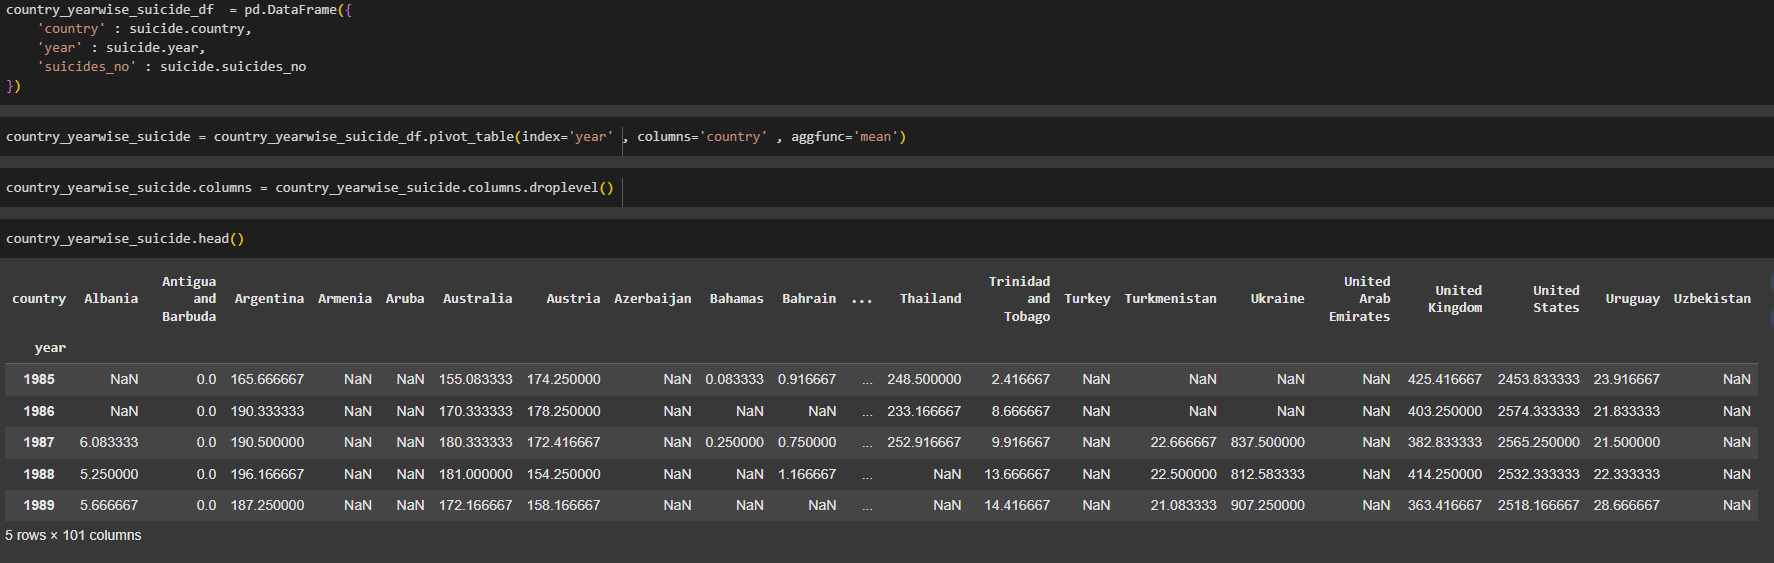 country_yearwise_suicide_df  = pd.DataFrame({
    'country' : suicide.country,
    'year' : suicide.year,
    'suicides_no' : suicide.suicides_no
})
country_yearwise_suicide = country_yearwise_suicide_df.pivot_table(index='year' , columns='country' , aggfunc='mean')
country_yearwise_suicide.columns = country_yearwise_suicide.columns.droplevel()
country_yearwise_suicide.head()
country Albania Antigua and Barbuda Argentina Armenia Aruba Australia Austria Azerbaijan Bahamas Bahrain ... Thailand Trinidad and Tobago Turkey Turkmenistan Ukraine United Arab Emirates United Kingdom United States Uruguay Uzbekistan
year
1985 NaN 0.0 165.666667 NaN NaN 155.083333 174.250000 NaN 0.083333 0.916667 ... 248.500000 2.416667 NaN NaN NaN NaN 425.416667 2453.833333 23.916667 NaN
1986 NaN 0.0 190.333333 NaN NaN 170.333333 178.250000 NaN NaN NaN ... 233.166667 8.666667 NaN NaN NaN NaN 403.250000 2574.333333 21.833333 NaN
1987 6.083333 0.0 190.500000 NaN NaN 180.333333 172.416667 NaN 0.250000 0.750000 ... 252.916667 9.916667 NaN 22.666667 837.500000 NaN 382.833333 2565.250000 21.500000 NaN
1988 5.250000 0.0 196.166667 NaN NaN 181.000000 154.250000 NaN NaN 1.166667 ... NaN 13.666667 NaN 22.500000 812.583333 NaN 414.250000 2532.333333 22.333333 NaN
1989 5.666667 0.0 187.250000 NaN NaN 172.166667 158.166667 NaN NaN NaN ... NaN 14.416667 NaN 21.083333 907.250000 NaN 363.416667 2518.166667 28.666667 NaN
5 rows × 101 columns